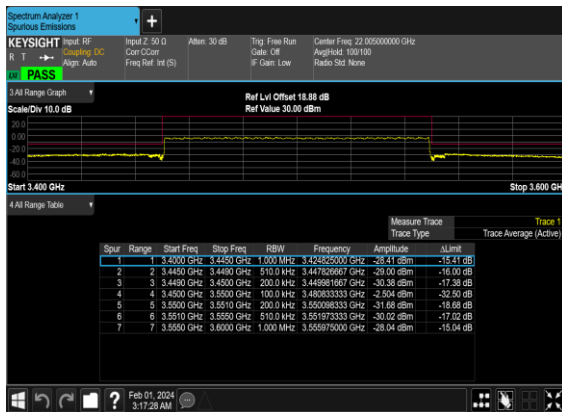 Spectrum Analyzer 1
Spurious Emissions
KEYSIGHT Input: RF Input Z: 50 Ω Atten: 30 dB Trig: Free Run Center Freq: 22.005000000 GHz
R T Coupling: DC Corr CCorr Gate: Off Avg|Hold: 100/100
Align: Auto Freq Ref: Int (S) IF Gain: Low Radio Std: None
PASS
3 All Range Graph
Ref Lvl Offset 18.88 dB
Scale/Div 10.0 dB Ref Value 30.00 dBm
20.0
0.00
-20.0
-40.0
-60.0
Start 3.400 GHz Stop 3.600 GH
4 All Range Table
Measure Trace Trace 1
Trace Type Trace Average (Active)
Spur Range Start Freq Stop Freq RBW Frequency Amplitude ΔLimit
1 1 3.4000 GHz 3.4450 GHz 1.000 MHz 3.424825000 GHz -28.41 dBm -15.41 dB
2 2 3.4450 GHz 3.4490 GHz 510.0 kHz 3.447826667 GHz -29.00 dBm -16.00 dB
3 3 3.4490 GHz 3.4500 GHz 200.0 kHz 3.449981667 GHz -30.38 dBm -17.38 dB
4 4 3.4500 GHz 3.5500 GHz 100.0 kHz 3.480833333 GHz -2.504 dBm -32.50 dB
5 5 3.5500 GHz 3.5510 GHz 200.0 kHz 3.550098333 GHz -31.68 dBm -18.68 dB
6 6 3.5510 GHz 3.5550 GHz 510.0 kHz 3.551973333 GHz -30.02 dBm -17.02 dB
7 7 3.5550 GHz 3.6000 GHz 1.000 MHz 3.555975000 GHz -28.04 dBm -15.04 dB
Feb 01, 2024
3:17:28 AM